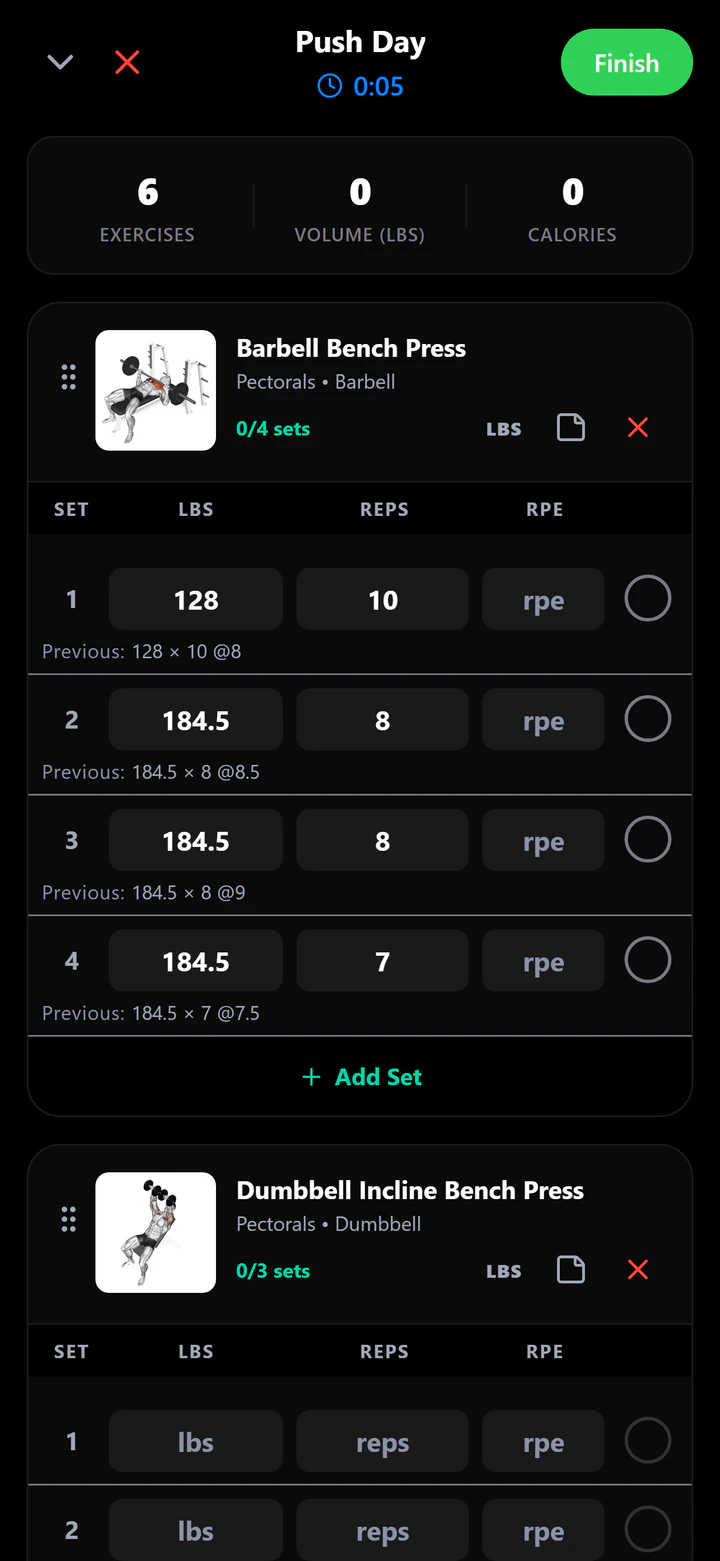 Push Day
0:05
Finish
6 0 0
EXERCISES VOLUME (LBS) CALORIES
Barbell Bench Press
Pectorals • Barbell
0/4 sets LBS
SET LBS REPS RPE
1 128 10 rpe
Previous: 128 × 10 @8
2 184.5 8 rpe
Previous: 184.5 × 8 @8.5
3 184.5 8 rpe
Previous: 184.5 × 8 @9
4 184.5 7 rpe
Previous: 184.5 × 7 @7.5
+ Add Set
Dumbbell Incline Bench Press
Pectorals • Dumbbell
0/3 sets LBS
SET LBS REPS RPE
1 lbs reps rpe
2 lbs reps rpe